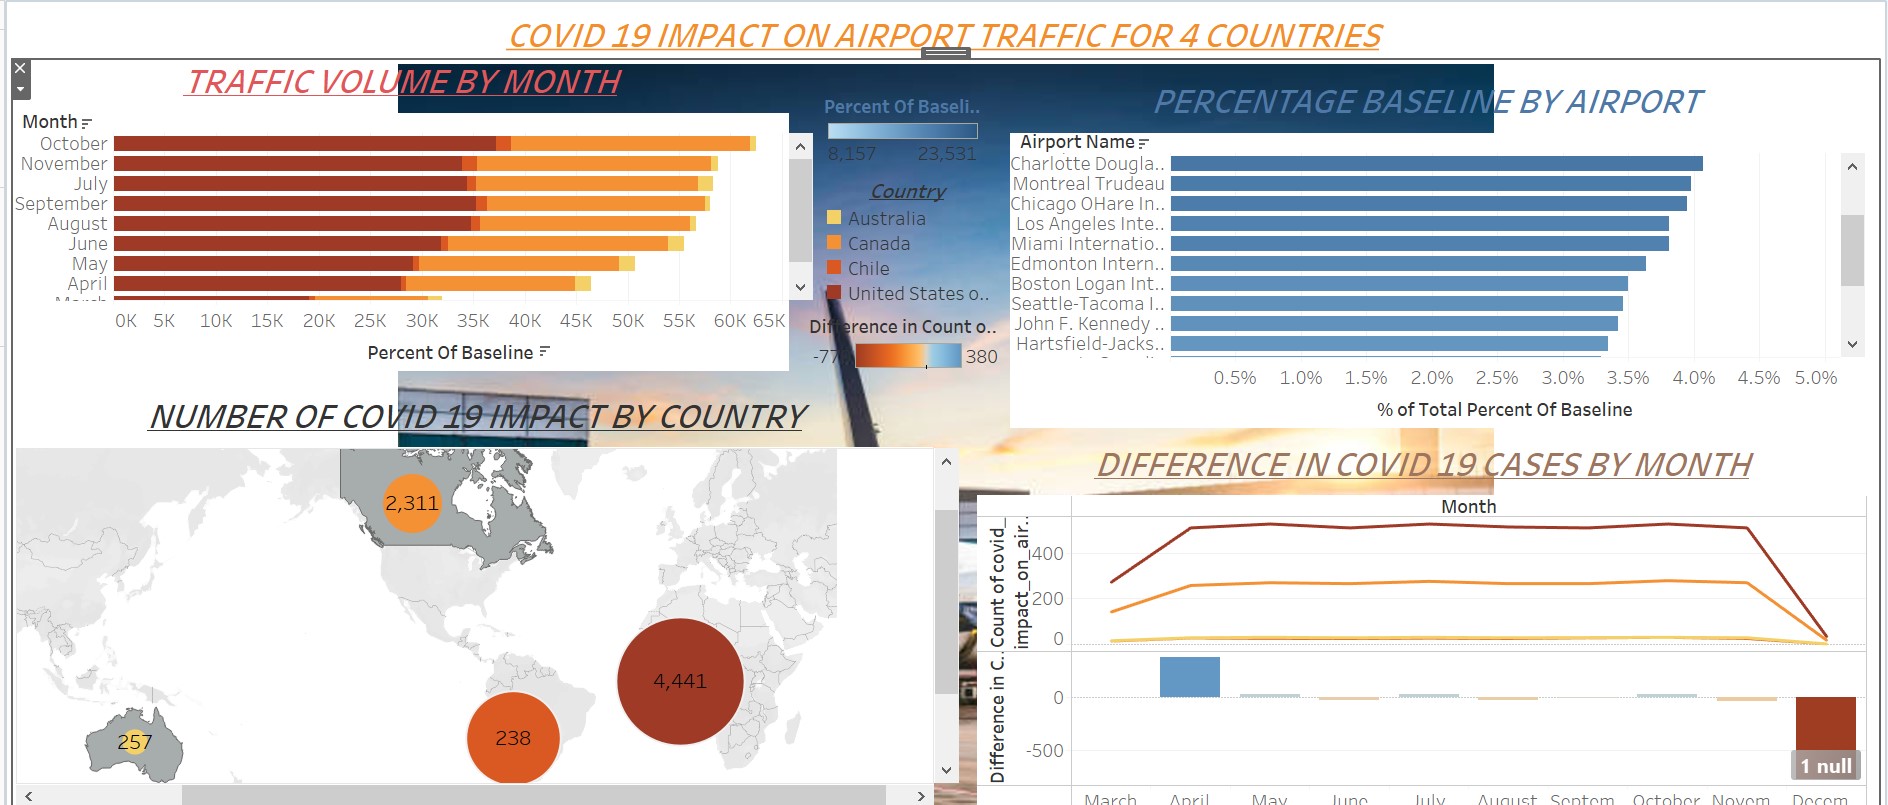 COVID 19 IMPACT ON AIRPORT TRAFFIC FOR 4 COUNTRIES
TRAFFIC VOLUME BY MONTH
Month
October
November
July
September
August
June
May
April
March
0K 5K 10K 15K 20K 25K 30K 35K 40K 45K 50K 55K 60K 65K
Percent Of Baseline
Percent Of Baseli..
8,157 23,531
Country
Australia
Canada
Chile
United States o..
Difference in Count o..
-77 380
PERCENTAGE BASELINE BY AIRPORT
Airport Name
Charlotte Dougla..
Montreal Trudeau
Chicago OHare In..
Los Angeles Inte..
Miami Internatio..
Edmonton Intern..
Boston Logan Int..
Seattle-Tacoma I..
John F. Kennedy ..
Hartsfield-Jacks..
0.5% 1.0% 1.5% 2.0% 2.5% 3.0% 3.5% 4.0% 4.5% 5.0%
% of Total Percent Of Baseline
NUMBER OF COVID 19 IMPACT BY COUNTRY
2,311
4,441
238
257
DIFFERENCE IN COVID 19 CASES BY MONTH
Month
Count of covid_
impact_on_air..
400
200
0
Difference in C..
0
-500
1 null
March April May June July August Septem Octobe Novem Decem